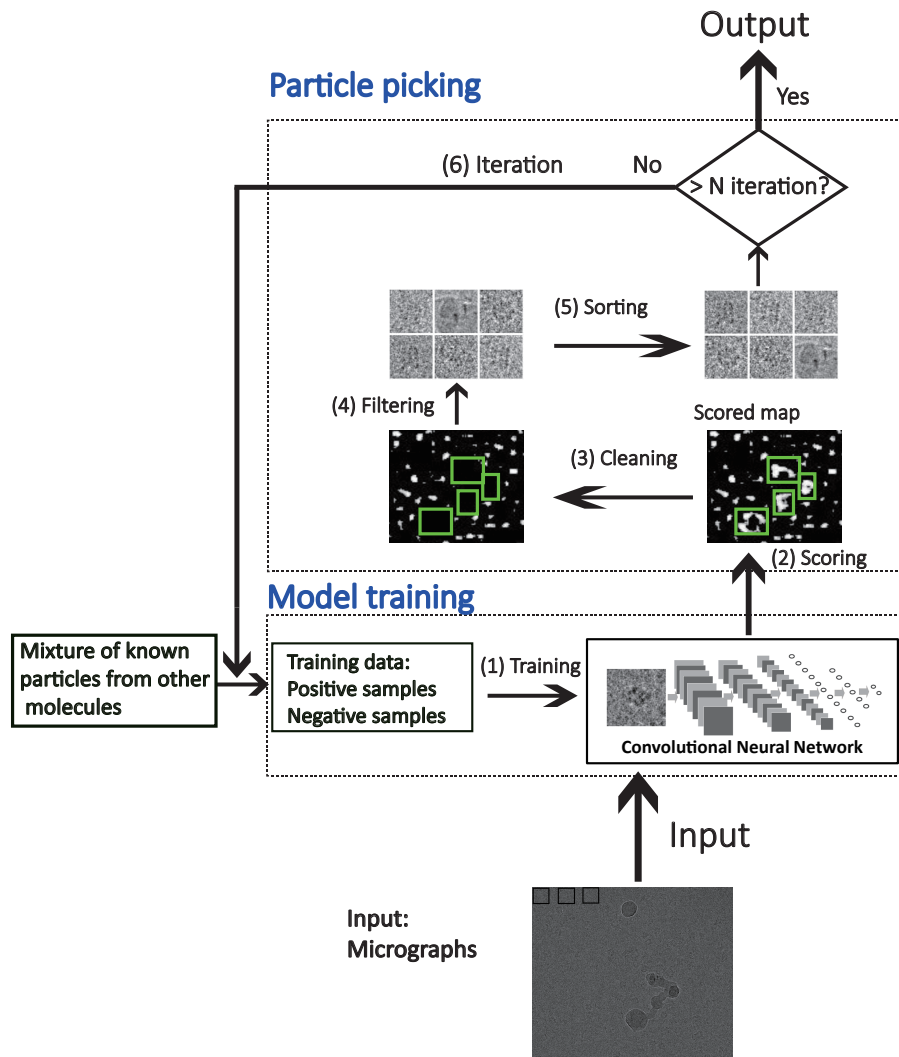 Output
Particle picking
Yes
(6) Iteration
No
> N iteration?
(5) Sorting
(4) Filtering
Scored map
(3) Cleaning
(2) Scoring
Model training
Mixture of known
particles from other
molecules
Training data:
Positive samples
Negative samples
(1) Training
Convolutional Neural Network
Input
Input:
Micrographs